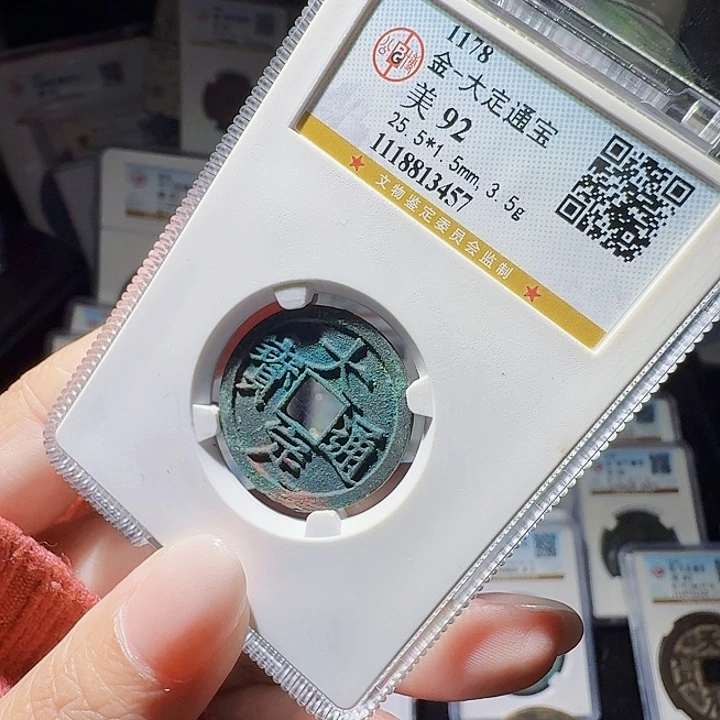 1178
金-大定通宝
美 92
25.5*1.5mm, 3.5g
1118813457
★ 文物鉴定委员会监制 ★
大定通寶